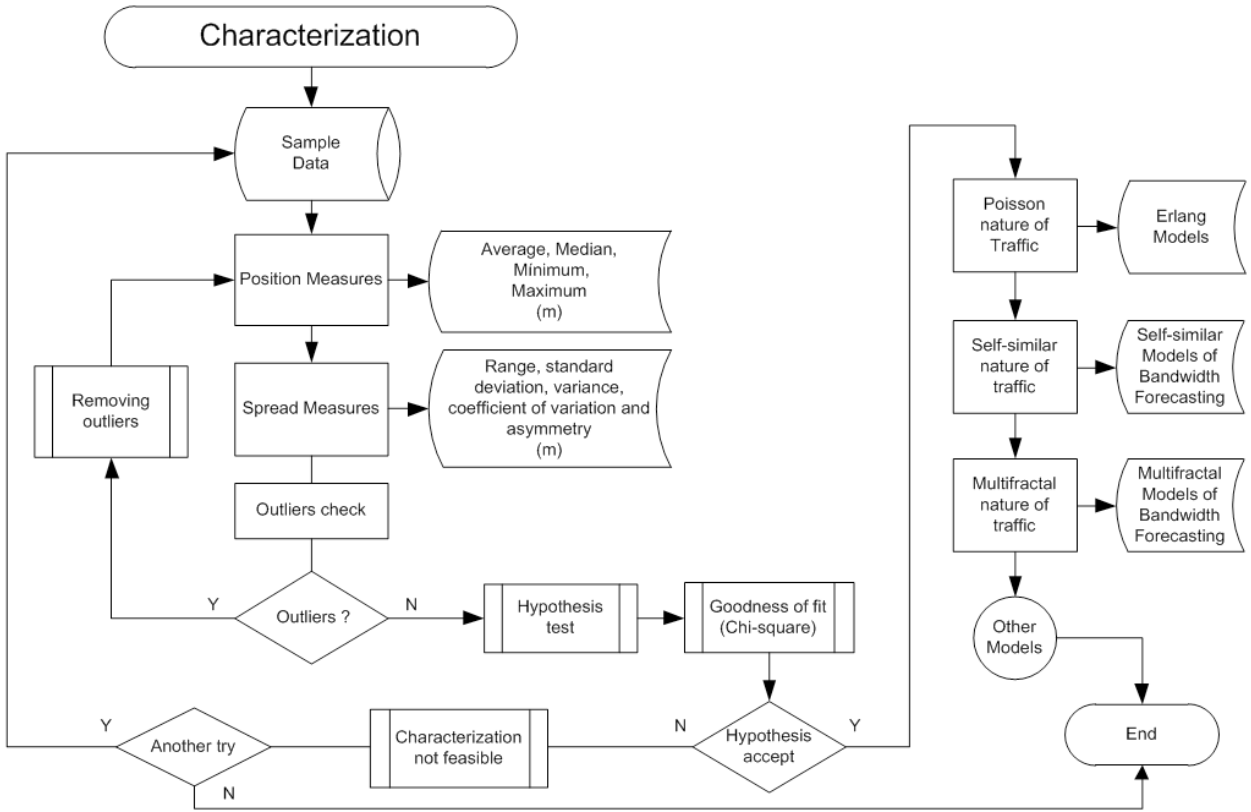 Characterization
Sample
Data
Position Measures
Average, Median,
Mínimum,
Maximum
(m)
Removing
outliers
Spread Measures
Range, standard
deviation, variance,
coefficient of variation and
asymmetry
(m)
Outliers check
Y
Outliers ?
N
Hypothesis
test
Goodness of fit
(Chi-square)
Y
Another try
N
Characterization
not feasible
N
Hypothesis
accept
Y
Poisson
nature of
Traffic
Erlang
Models
Self-similar
nature of
traffic
Self-similar
Models of
Bandwidth
Forecasting
Multifractal
nature of
traffic
Multifractal
Models of
Bandwidth
Forecasting
Other
Models
End